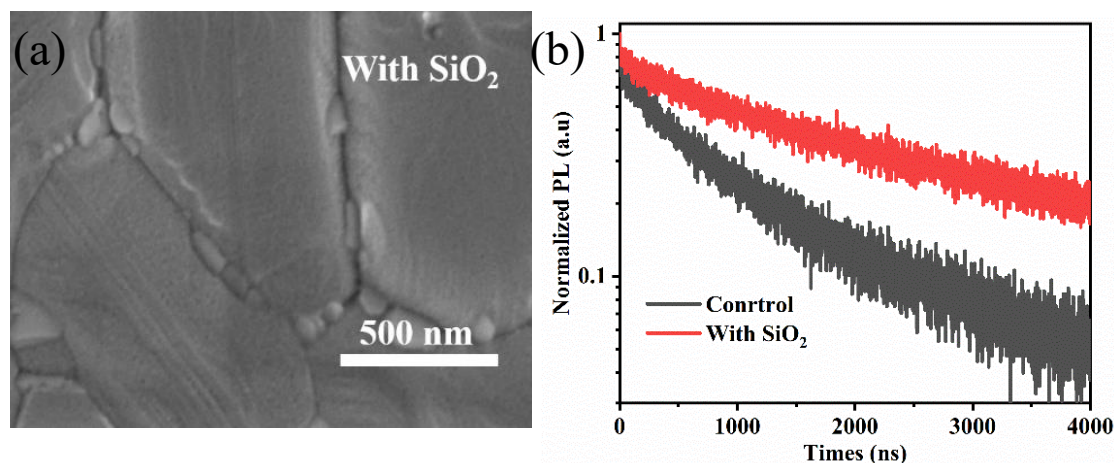 (a)
With SiO₂
500 nm
(b)
Normalized PL (a.u)
1
0.1
Conrtrol
With SiO₂
0 1000 2000 3000 4000
Times (ns)